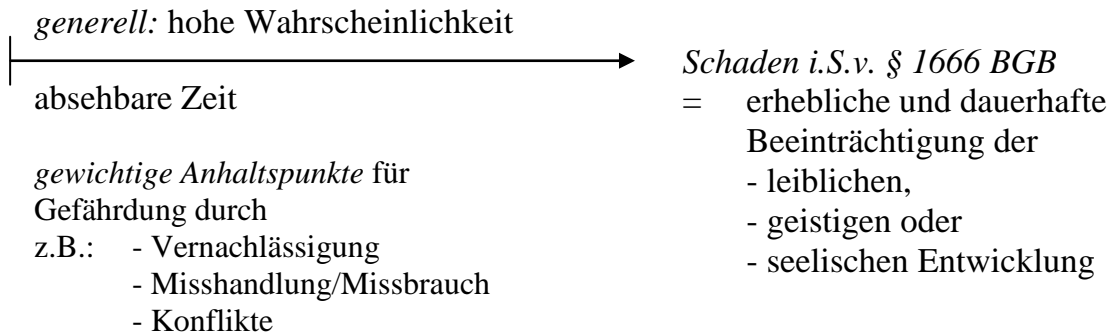 generell: hohe Wahrscheinlichkeit
absehbare Zeit
gewichtige Anhaltspunkte für
Gefährdung durch
z.B.: - Vernachlässigung
- Misshandlung/Missbrauch
- Konflikte
Schaden i.S.v. § 1666 BGB
= erhebliche und dauerhafte
Beeinträchtigung der
- leiblichen,
- geistigen oder
- seelischen Entwicklung